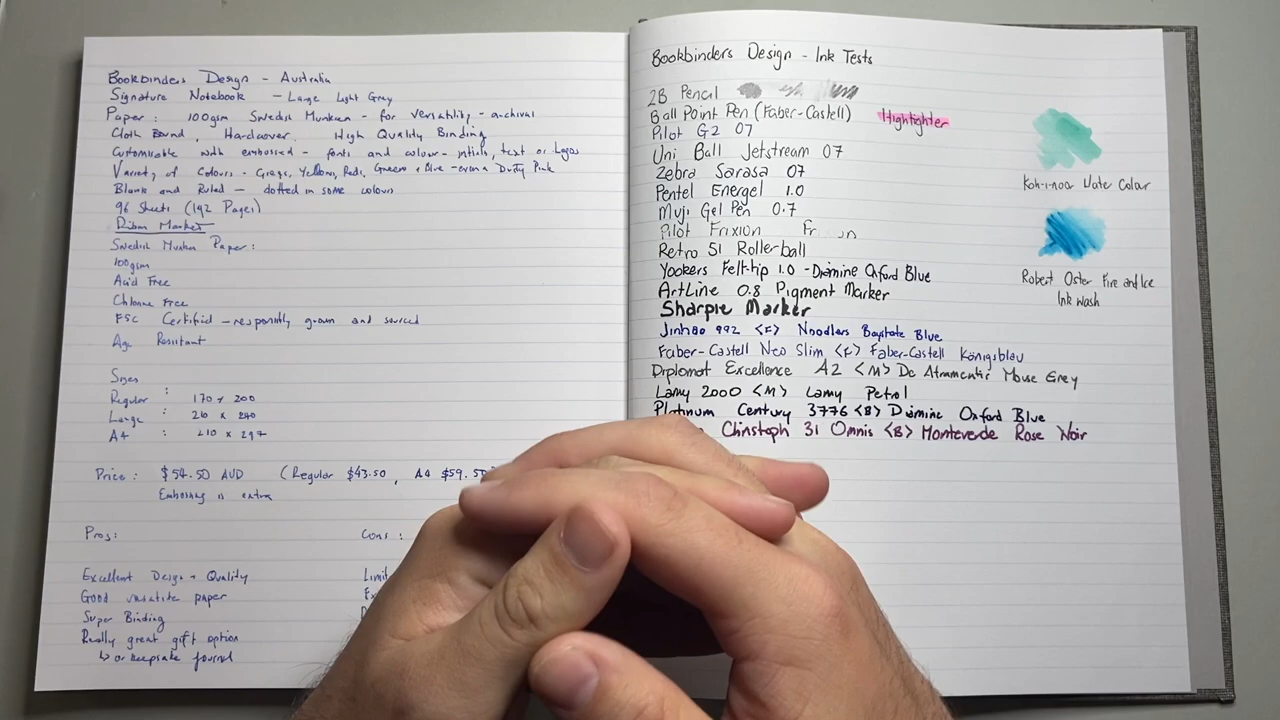 Bookbinders Design - Australia
Signature Notebook - Large Light Gray
Paper : 100gsm Swedish Munken - for versatility - archival
Cloth Bound, Hardcover. High Quality Binding
Customisable with embossed - fonts and colour - initials, text or logos
Variety of Colours - Greys, Yellows, Reds, Greens + Blue - even a Dusty Pink
Blank and Ruled - dotted in some colours
96 Sheets (192 Pages)
Ribbon Marker
Swedish Munken Paper :
100gsm
Acid Free
Chlorine Free
FSC Certified - responsibly grown and sourced
Age Resistant
Sizes
Regular : 170 x 200
Large : 210 x 240
A4 : 210 x 297
Price : $54.50 AUD (Regular $43.50, A4 $59.50
Embossing is extra
Pros:
Cons :
Excellent Design + Quality
Good versatile paper
Super Binding
Really great gift option
↳ or keepsake journal
Bookbinders Design - Ink Tests
2B Pencil
Ball Point Pen (Faber-Castell) Highlighter
Pilot G2 07
Uni Ball Jetstream 07
Zebra Sarasa 07
Pentel Energel 1.0
Muji Gel Pen 0.7
Pilot Frixion
Retro 51 Rollerball
Yookers Felt-tip 1.0 - Diamine Oxford Blue
ArtLine 0.8 Pigment Marker
Sharpie Marker
Jinhao 992 <F> Noodlers Baystate Blue
Faber-Castell Neo Slim <F> Faber-Castell Königsblau
Diplomat Excellence A2 <M> De Atramentis Mouse Grey
Lamy 2000 <M> Lamy Petrol
Platinum Century 3776 <B> Diamine Oxford Blue
Christoph 31 Omnis <B> Monteverde Rose Noir
Koh-i-noor Water Colour
Robert Oster Fire and Ice
Ink Wash